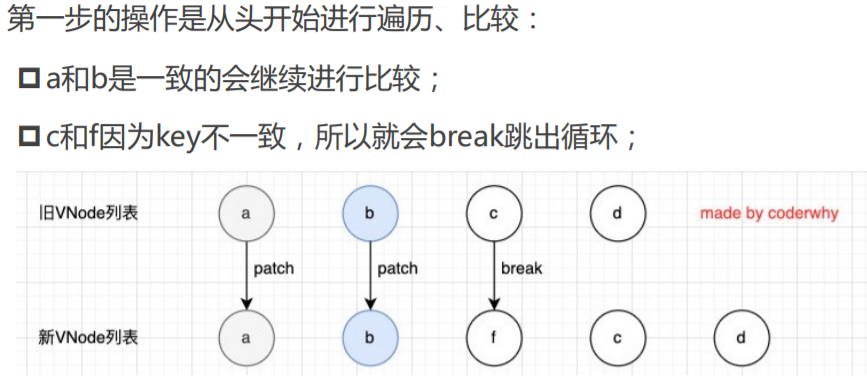 第一步的操作是从头开始进行遍历、比较：
a和b是一致的会继续进行比较；
c和f因为key不一致，所以就会break跳出循环；
旧VNode列表 a b c d made by coderwhy
patch patch break
新VNode列表 a b f c d